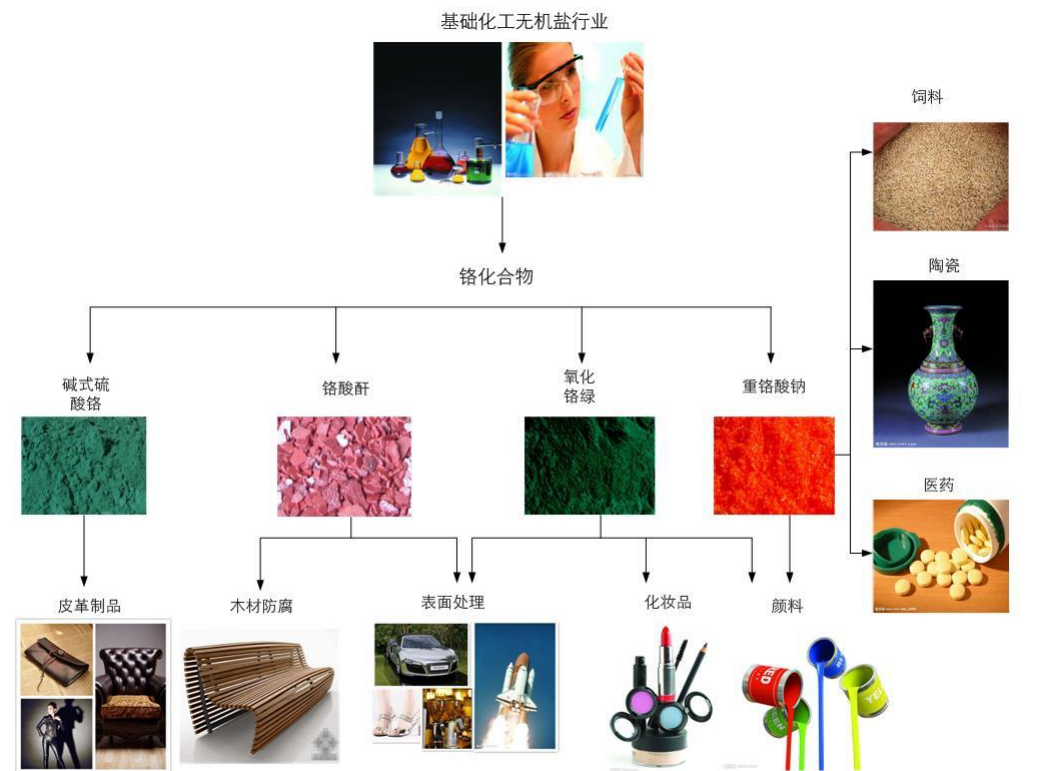 基础化工无机盐行业
饲料
铬化合物
陶瓷
碱式硫
酸铬
铬酸酐
氧化
铬绿
重铬酸钠
医药
皮革制品
木材防腐
表面处理
化妆品
颜料
RED